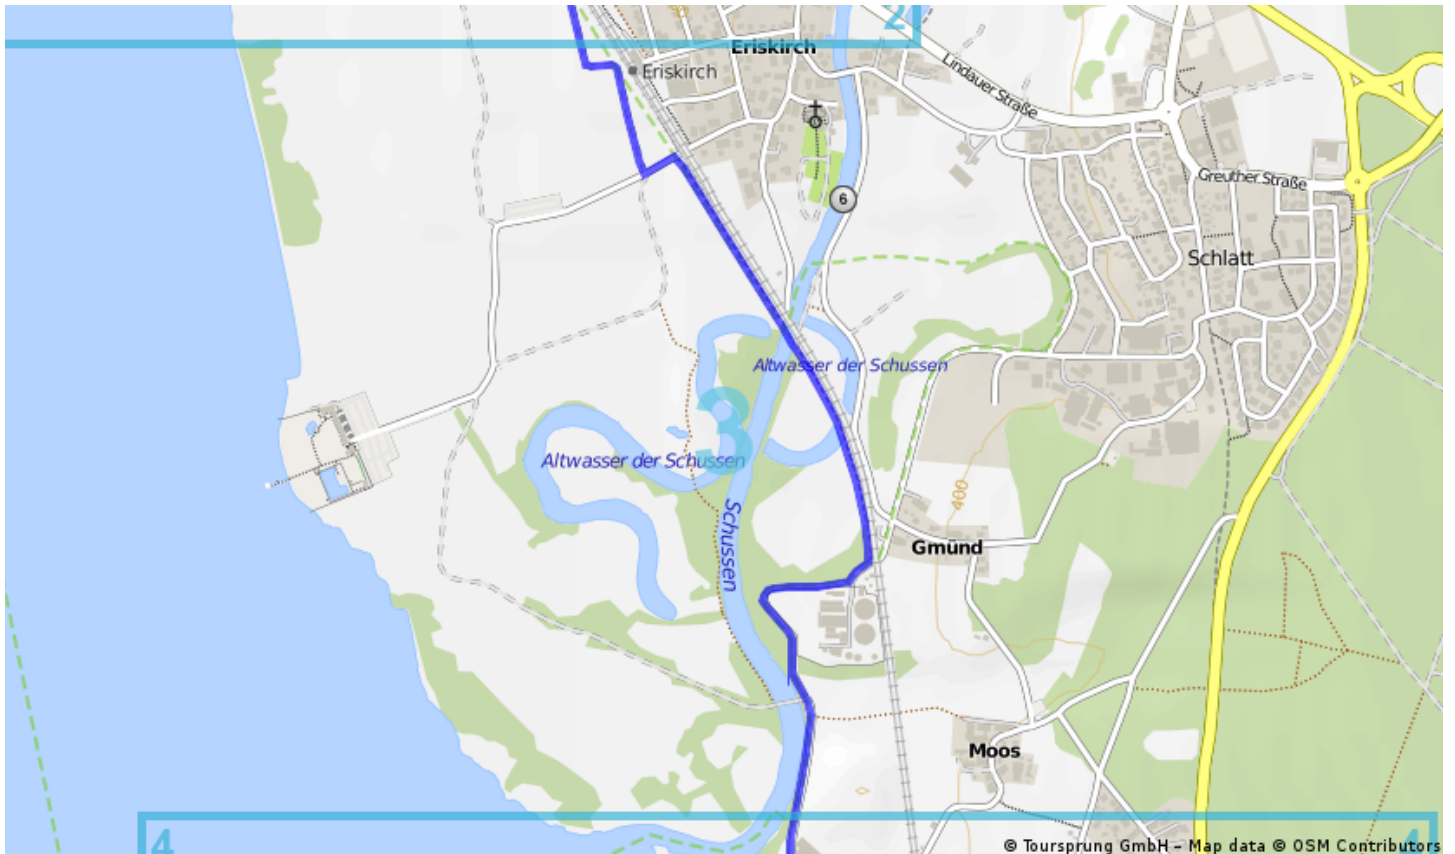 2
Eriskirch
Eriskirch
Lindauer Straße
Greuther Straße
6
Schlatt
Altwasser der Schussen
3
Altwasser der Schussen
Schussen
400
Gmünd
Moos
4
4
© Toursprung GmbH – Map data © OSM Contributors